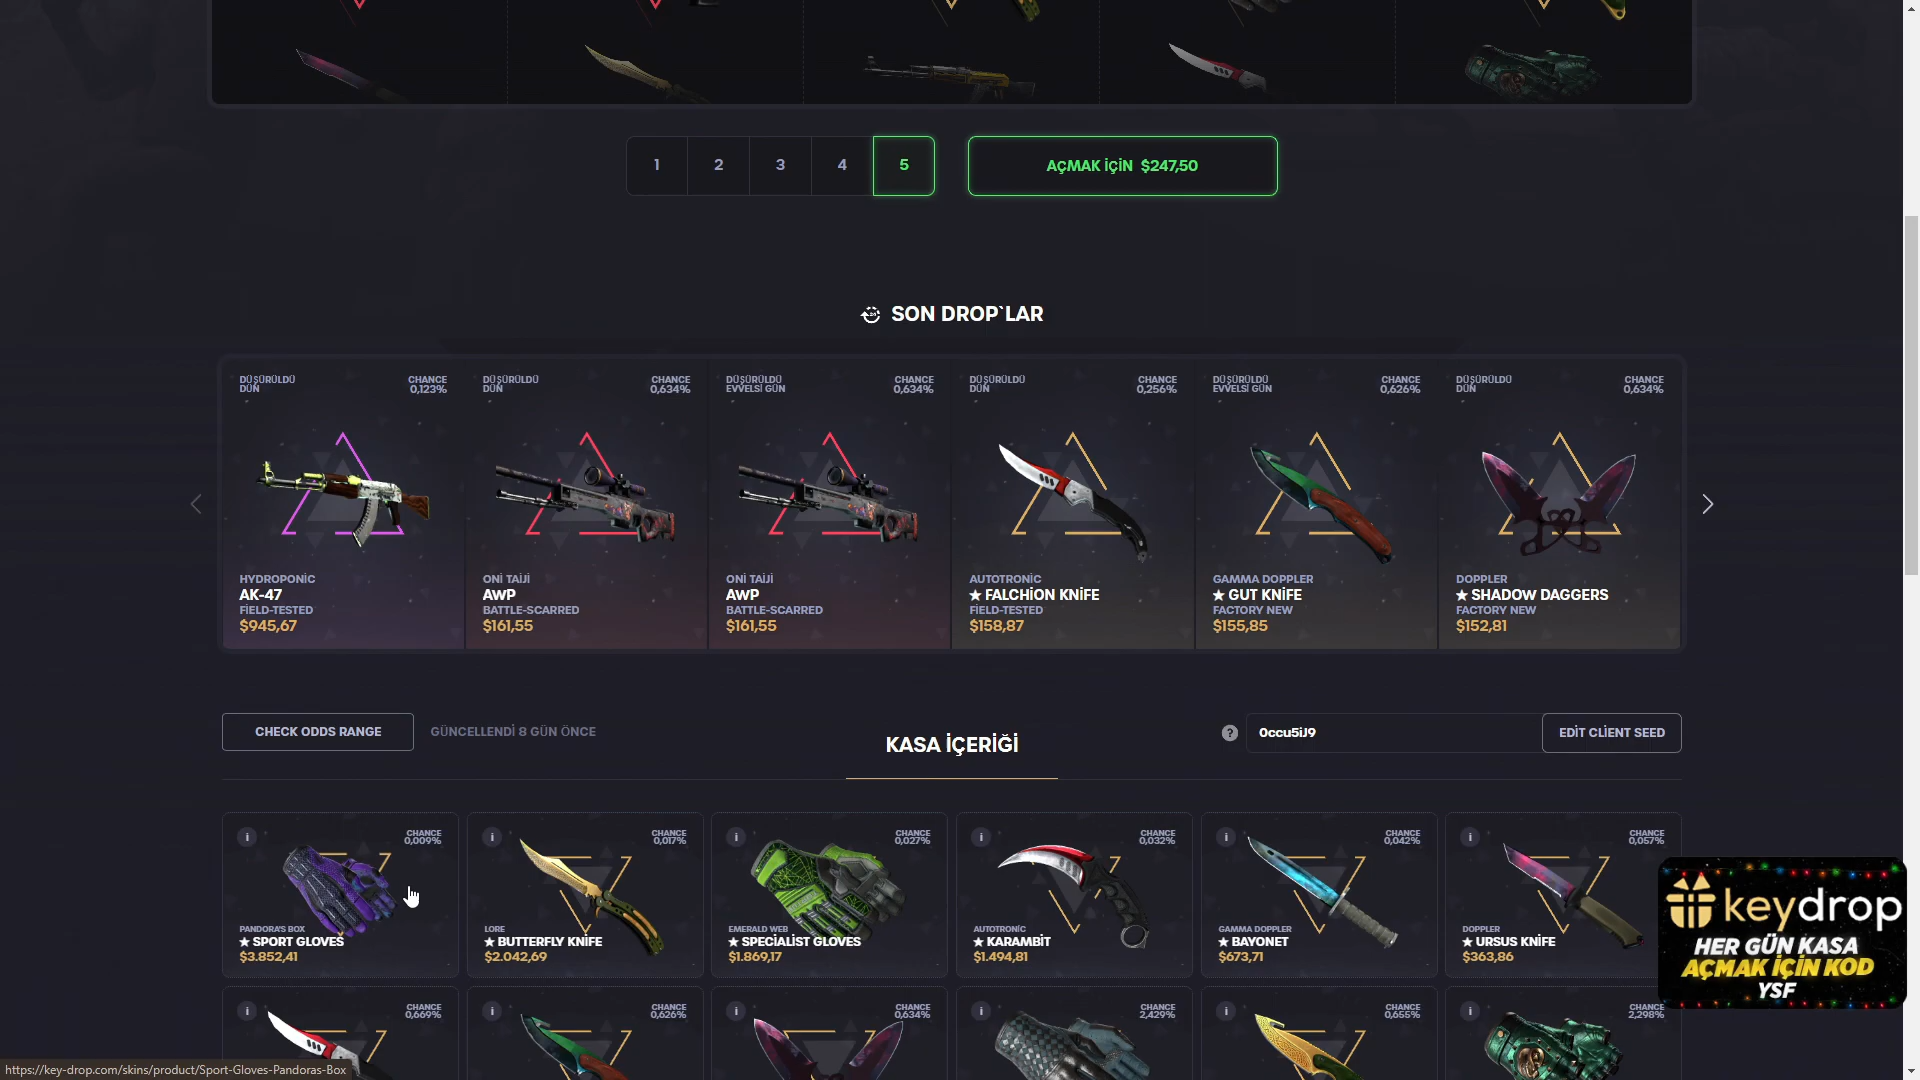 1 2 3 4 5 AÇMAK İÇİN $247,50
SON DROP`LAR
DÜŞÜRÜLDÜ
DÜN
CHANCE
0,123%
HYDROPONİC
AK-47
FİELD-TESTED
$945,67
DÜŞÜRÜLDÜ
DÜN
CHANCE
0,634%
ONİ TAİJİ
AWP
BATTLE-SCARRED
$161,55
DÜŞÜRÜLDÜ
EVVELSİ GÜN
CHANCE
0,634%
ONİ TAİJİ
AWP
BATTLE-SCARRED
$161,55
DÜŞÜRÜLDÜ
DÜN
CHANCE
0,256%
AUTOTRONİC
★ FALCHİON KNİFE
FİELD-TESTED
$158,87
DÜŞÜRÜLDÜ
EVVELSİ GÜN
CHANCE
0,626%
GAMMA DOPPLER
★ GUT KNİFE
FACTORY NEW
$155,85
DÜŞÜRÜLDÜ
DÜN
CHANCE
0,634%
DOPPLER
★ SHADOW DAGGERS
FACTORY NEW
$152,81
CHECK ODDS RANGE
GÜNCELLENDİ 8 GÜN ÖNCE
KASA İÇERİĞİ
?
0ccu5iJ9
EDİT CLİENT SEED
i
CHANCE
0,009%
PANDORA'S BOX
★ SPORT GLOVES
$3.852,41
i
CHANCE
0,017%
LORE
★ BUTTERFLY KNİFE
$2.042,69
i
CHANCE
0,027%
EMERALD WEB
★ SPECİALİST GLOVES
$1.869,17
i
CHANCE
0,032%
AUTOTRONİC
★ KARAMBİT
$1.494,81
i
CHANCE
0,042%
GAMMA DOPPLER
★ BAYONET
$673,71
i
CHANCE
0,057%
DOPPLER
★ URSUS KNİFE
$363,86
keydrop
HER GÜN KASA
AÇMAK İÇİN KOD
YSF
i
CHANCE
0,669%
i
CHANCE
0,626%
i
CHANCE
0,634%
i
CHANCE
2,429%
i
CHANCE
0,655%
i
CHANCE
2,298%
https://key-drop.com/skins/product/Sport-Gloves-Pandoras-Box